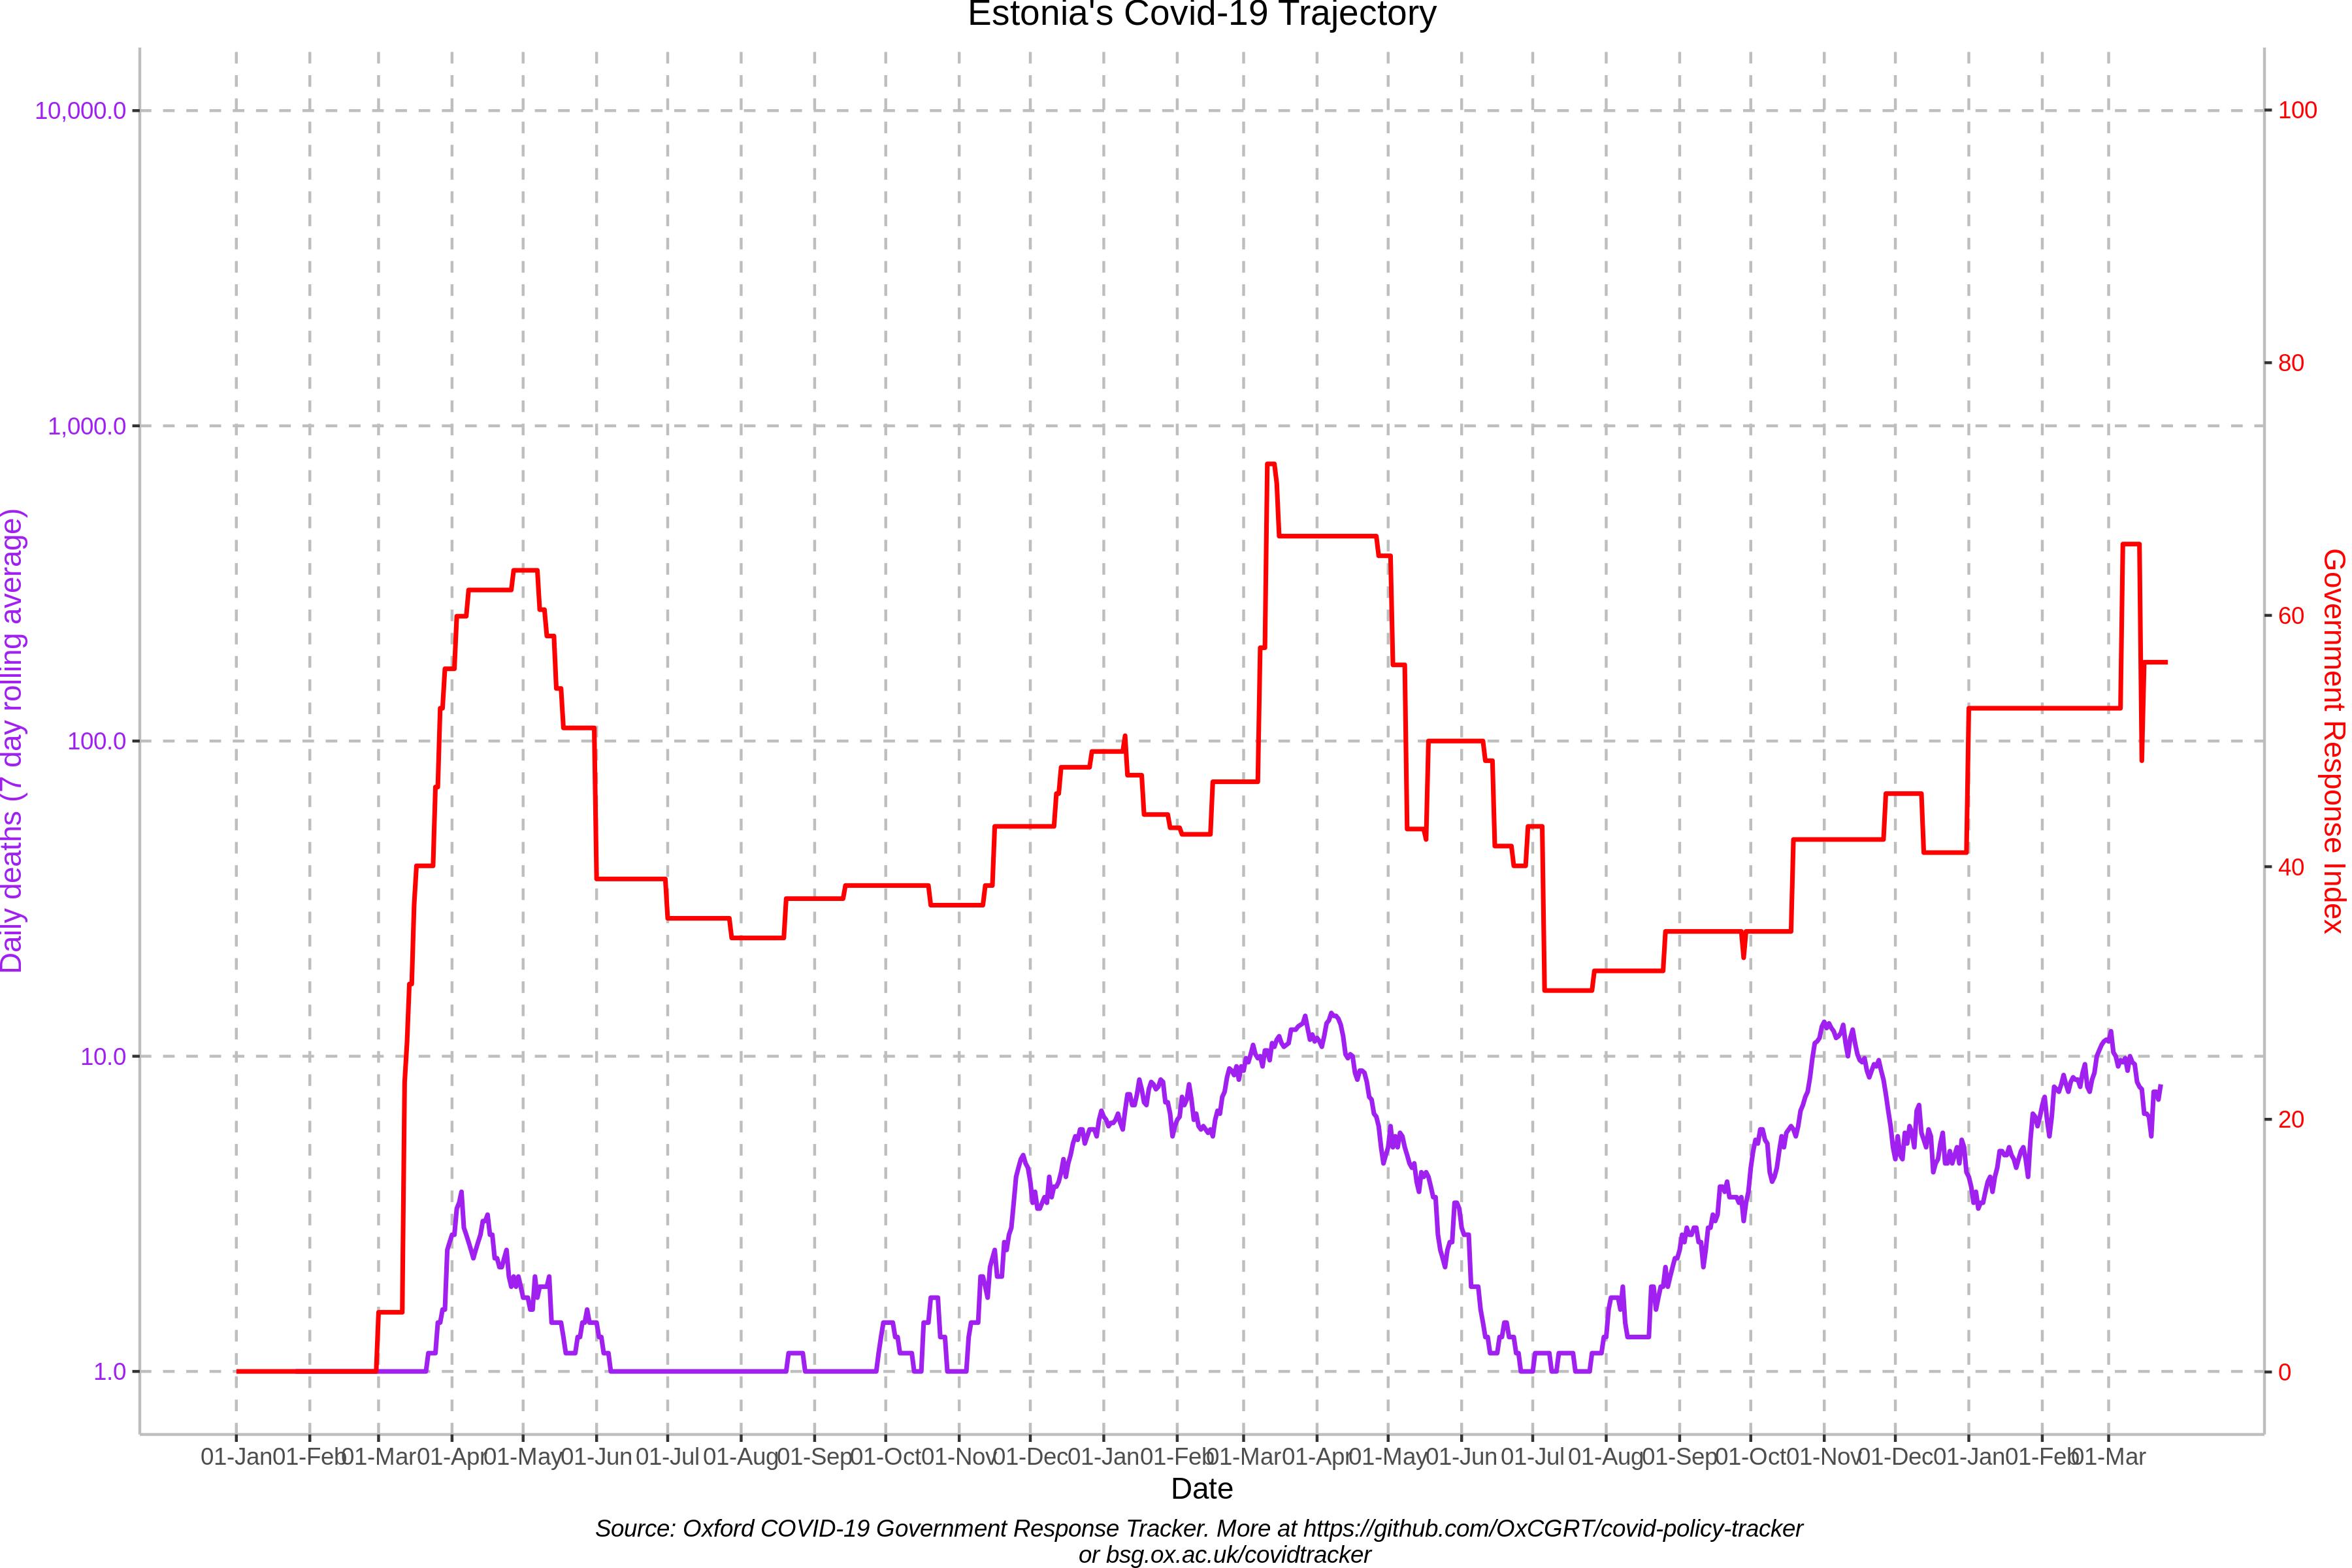 Estonia's Covid-19 Trajectory
10,000.0
1,000.0
100.0
10.0
1.0
Daily deaths (7 day rolling average)
100
80
60
40
20
0
Government Response Index
01-Jan 01-Feb 01-Mar 01-Apr 01-May 01-Jun 01-Jul 01-Aug 01-Sep 01-Oct 01-Nov 01-Dec 01-Jan 01-Feb 01-Mar 01-Apr 01-May 01-Jun 01-Jul 01-Aug 01-Sep 01-Oct 01-Nov 01-Dec 01-Jan 01-Feb 01-Mar
Date
Source: Oxford COVID-19 Government Response Tracker. More at https://github.com/OxCGRT/covid-policy-tracker
or bsg.ox.ac.uk/covidtracker